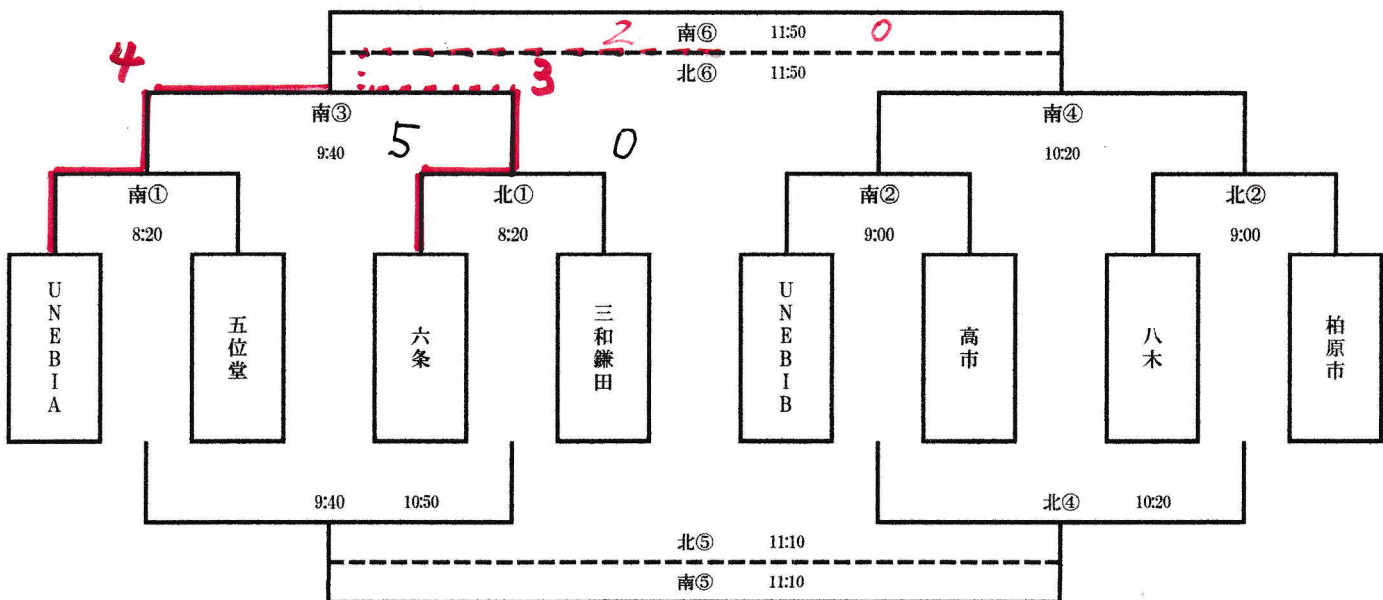 南⑥ 11:50
2 0
北⑥ 11:50
4 3
南③ 南④
9:40 10:20
5 0
南① 北① 南② 北②
8:20 8:20 9:00 9:00
UNEBIA
五位堂
六条
三和鎌田
UNEBIB
高市
八木
柏原市
9:40 10:50 北④ 10:20
北⑤ 11:10
南⑤ 11:10